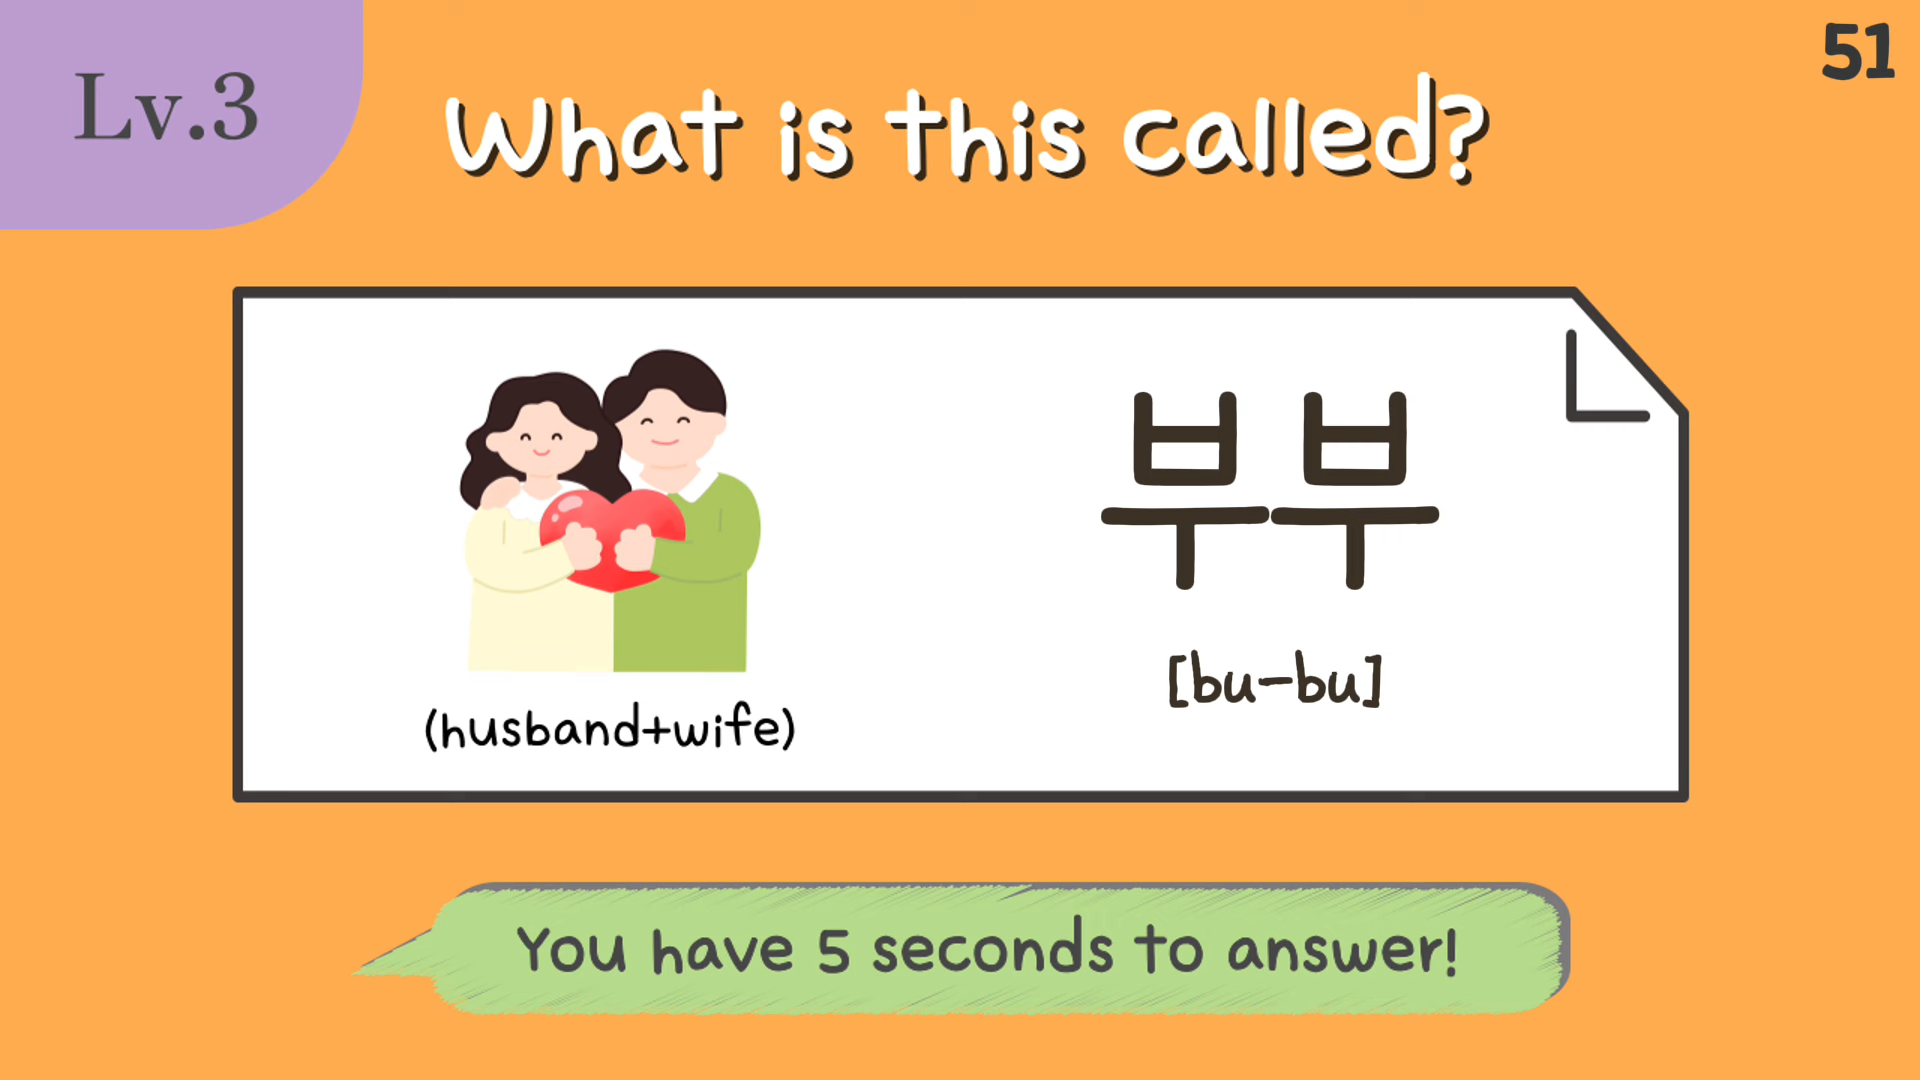 Lv.3
51
What is this called?
부부
[bu-bu]
(husband+wife)
You have 5 seconds to answer!